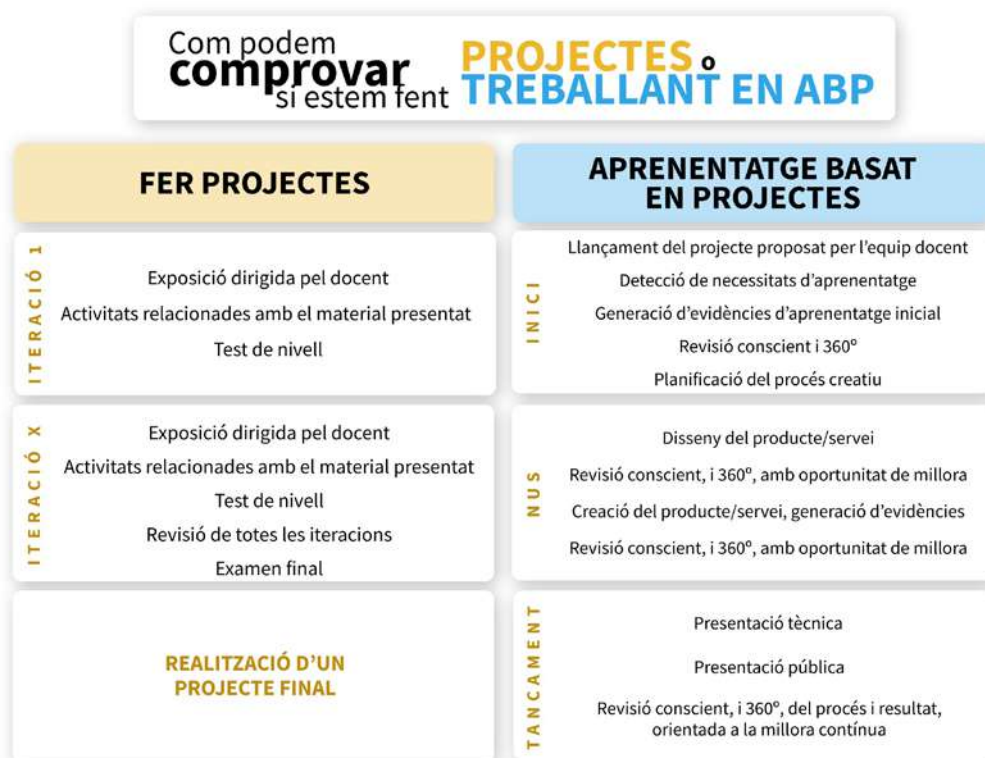 Com podem
comprovar
si estem fent
PROJECTES o
TREBALLANT EN ABP
FER PROJECTES
ITERACIÓ 1
Exposició dirigida pel docent
Activitats relacionades amb el material presentat
Test de nivell
ITERACIÓ X
Exposició dirigida pel docent
Activitats relacionades amb el material presentat
Test de nivell
Revisió de totes les iteracions
Examen final
REALITZACIÓ D'UN
PROJECTE FINAL
APRENENTATGE BASAT
EN PROJECTES
INICI
Llançament del projecte proposat per l'equip docent
Detecció de necessitats d'aprenentatge
Generació d'evidències d'aprenentatge inicial
Revisió conscient i 360º
Planificació del procés creatiu
NUS
Disseny del producte/servei
Revisió conscient, i 360º, amb oportunitat de millora
Creació del producte/servei, generació d'evidències
Revisió conscient, i 360º, amb oportunitat de millora
TANCAMENT
Presentació tècnica
Presentació pública
Revisió conscient, i 360º, del procés i resultat,
orientada a la millora contínua